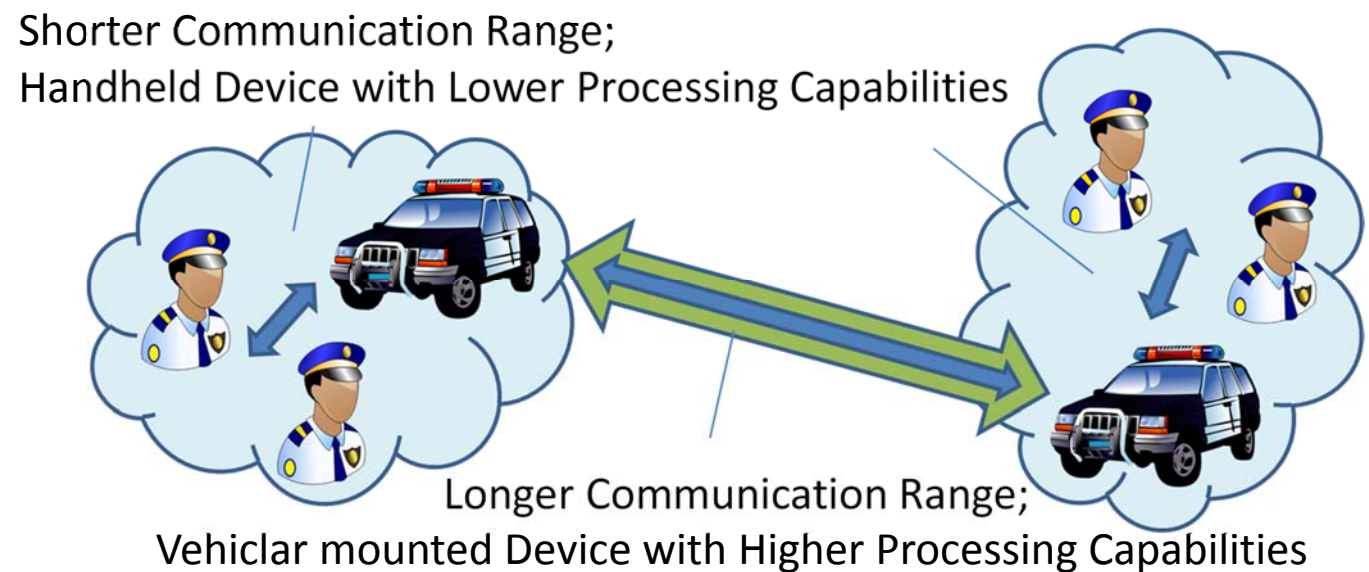 Shorter Communication Range;
Handheld Device with Lower Processing Capabilities
Longer Communication Range;
Vehiclar mounted Device with Higher Processing Capabilities